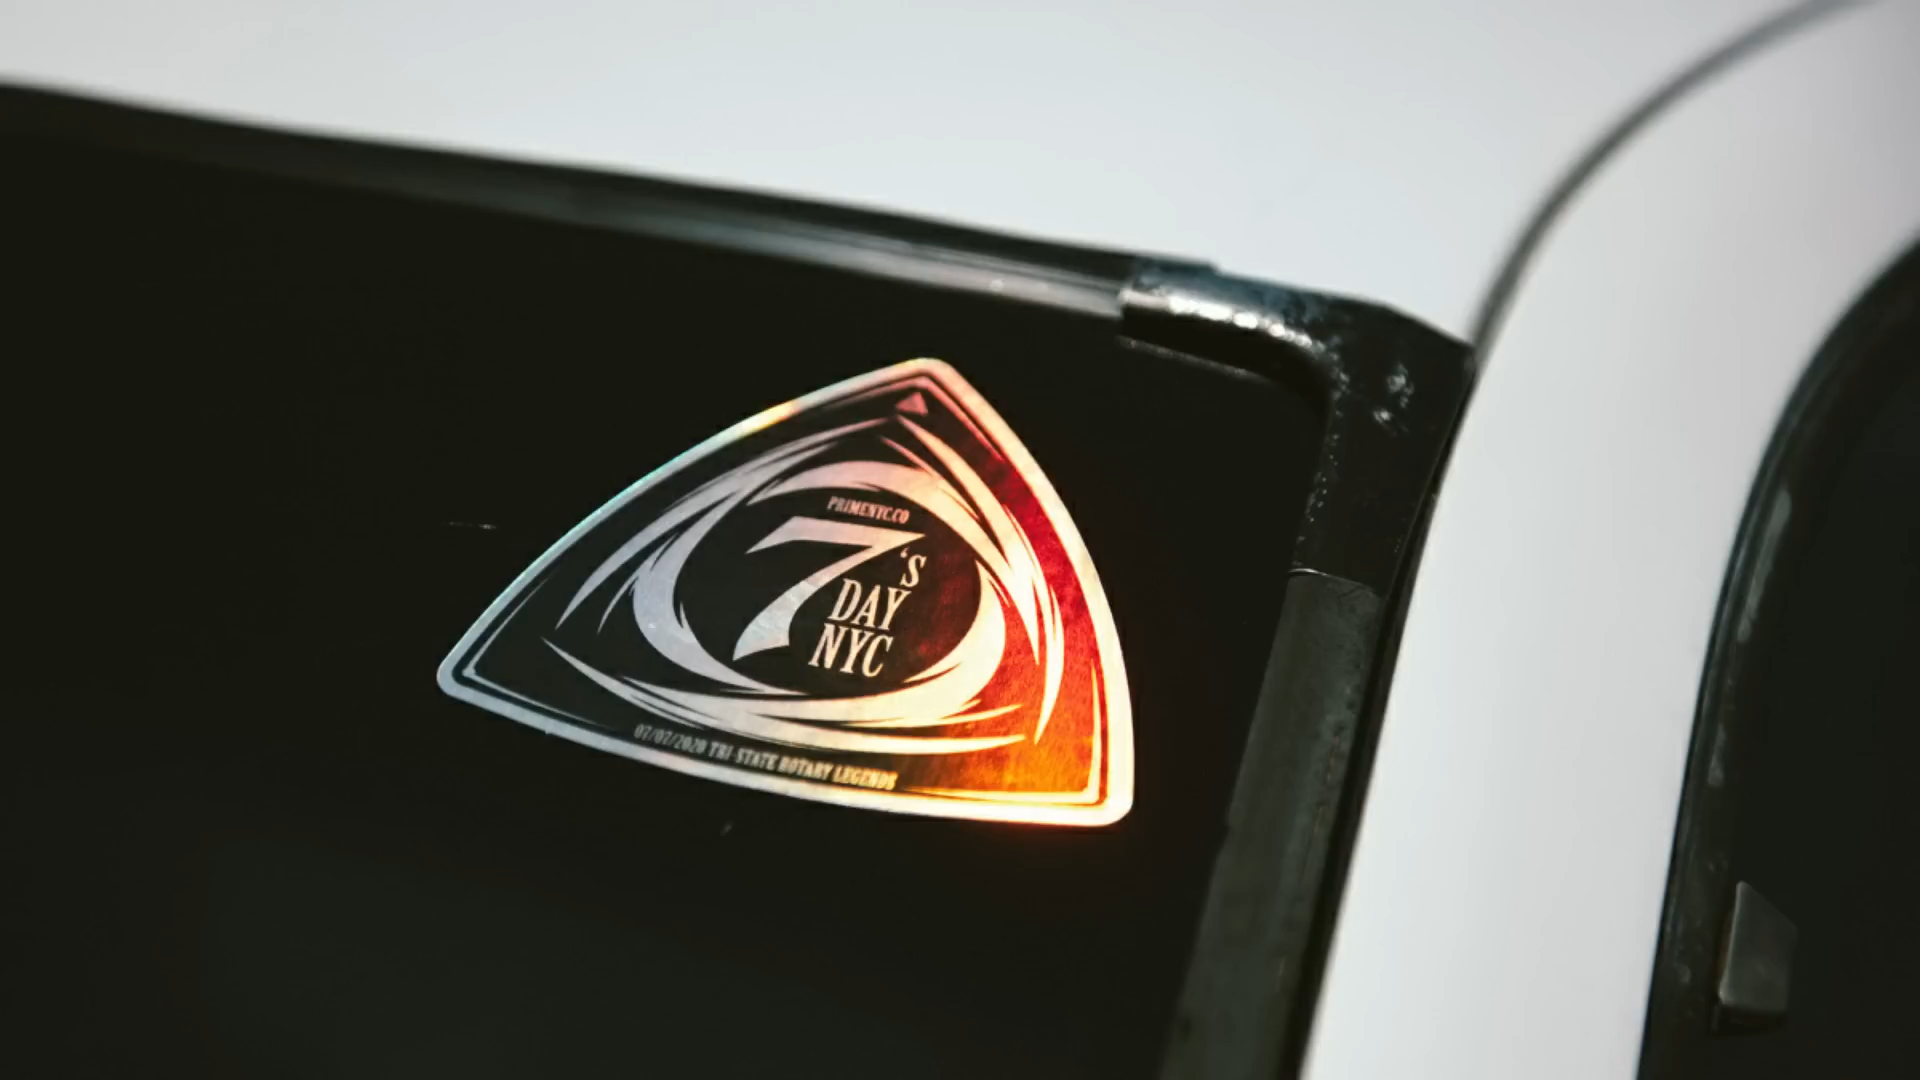 PRIMENYC.CO
7'S
DAY
NYC
07/07/2020 TRI-STATE ROTARY LEGENDS